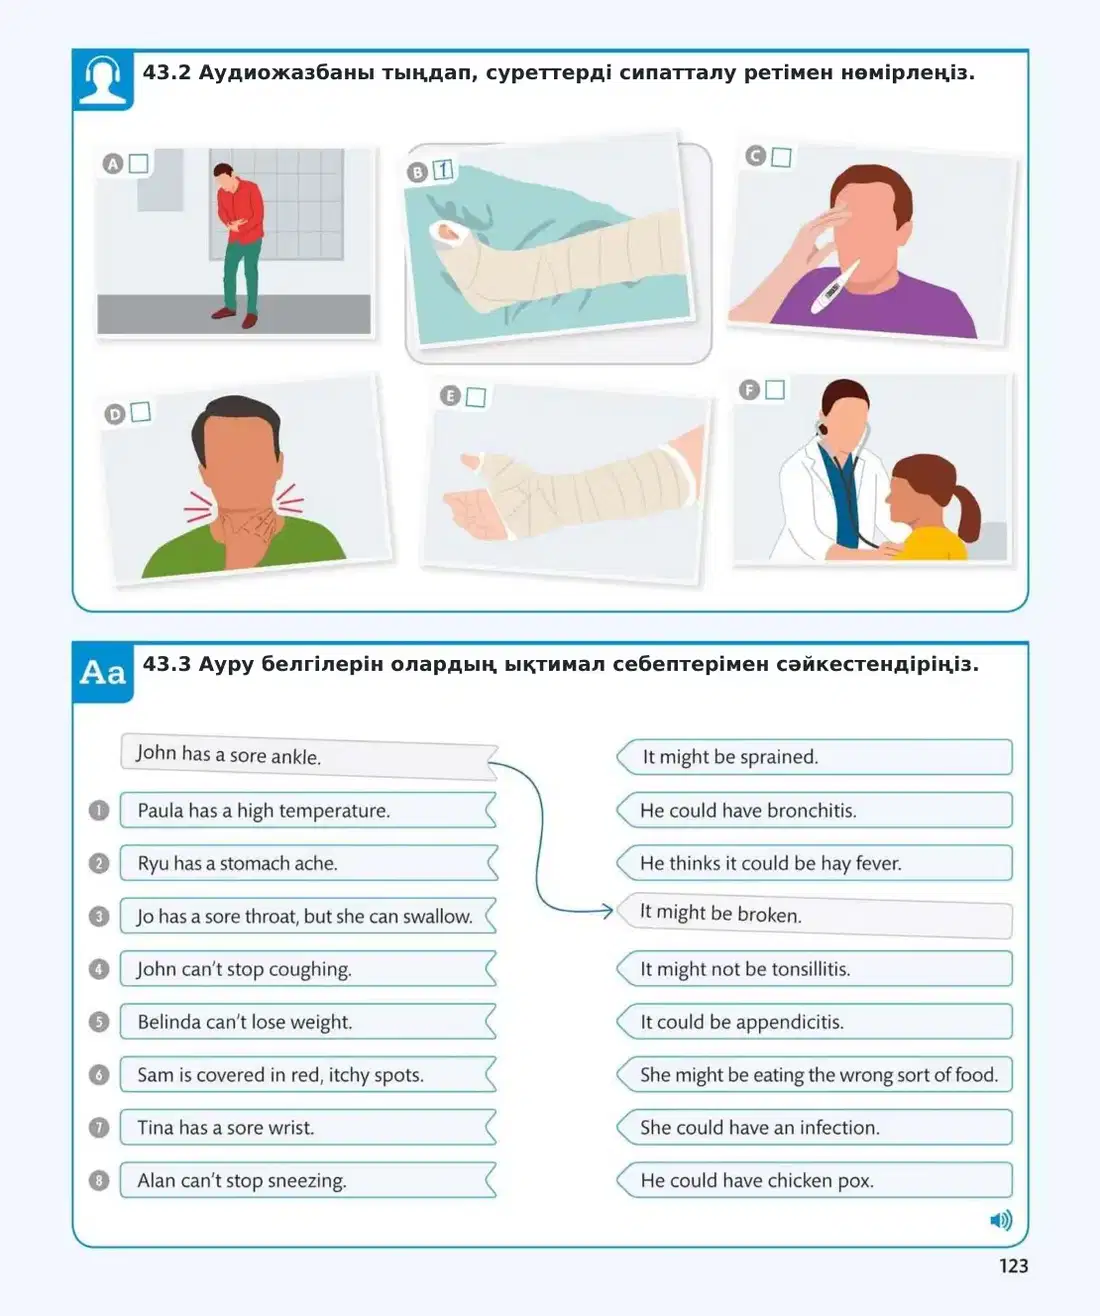 43.2 Аудиожазбаны тыңдап, суреттерді сипатталу ретімен нөмірлеңіз.
A
B 1
C
D
E
F
Aa
43.3 Ауру белгілерін олардың ықтимал себептерімен сәйкестендіріңіз.
John has a sore ankle.
It might be sprained.
1 Paula has a high temperature.
He could have bronchitis.
2 Ryu has a stomach ache.
He thinks it could be hay fever.
3 Jo has a sore throat, but she can swallow.
It might be broken.
4 John can't stop coughing.
It might not be tonsillitis.
5 Belinda can't lose weight.
It could be appendicitis.
6 Sam is covered in red, itchy spots.
She might be eating the wrong sort of food.
7 Tina has a sore wrist.
She could have an infection.
8 Alan can't stop sneezing.
He could have chicken pox.
123